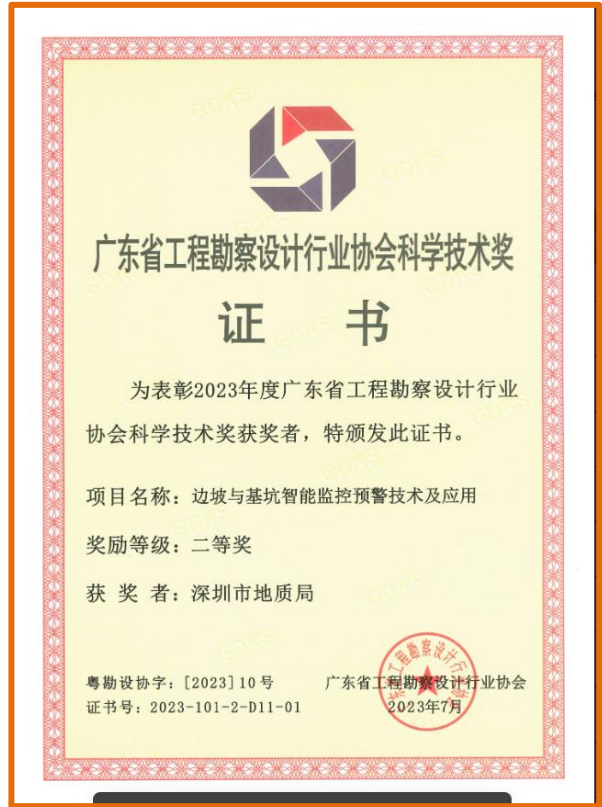 广东省工程勘察设计行业协会科学技术奖
证 书
为表彰2023年度广东省工程勘察设计行业
协会科学技术奖获奖者，特颁发此证书。
项目名称：边坡与基坑智能监控预警技术及应用
奖励等级：二等奖
获 奖 者：深圳市地质局
粤勘设协字：[2023]10号
广东省工程勘察设计行业协会
证书号：2023-101-2-D11-01
2023年7月